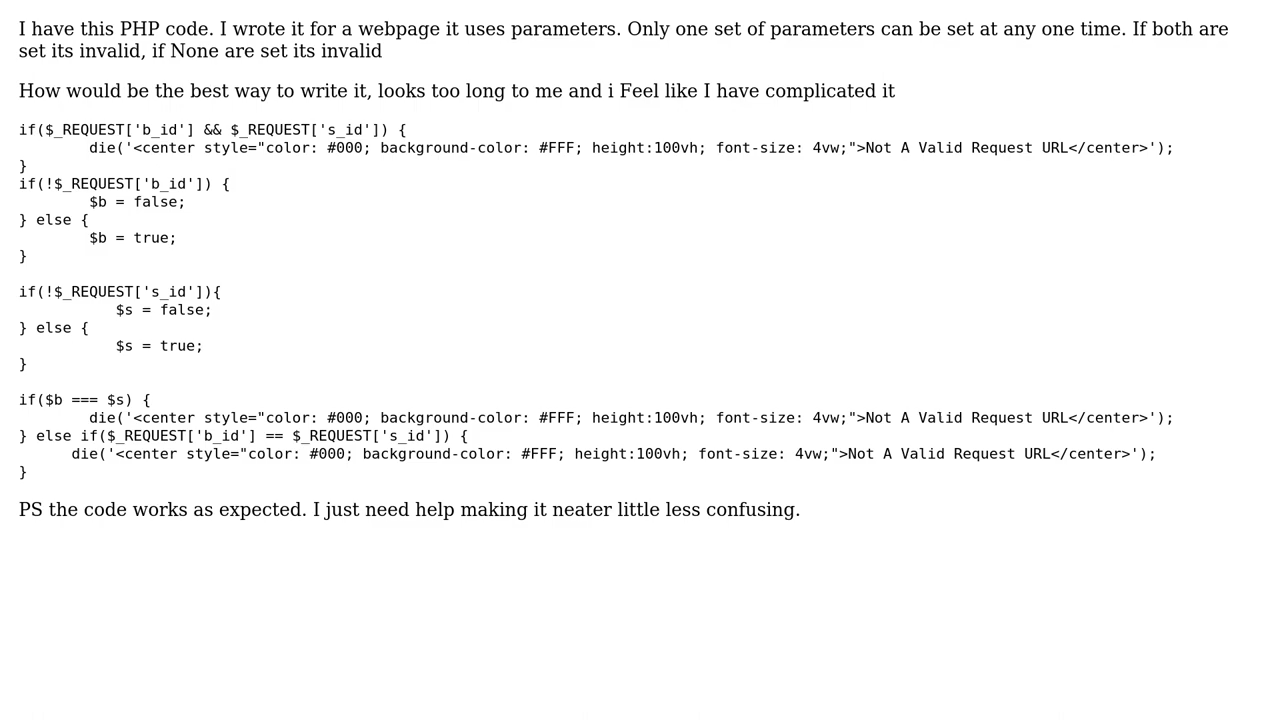 I have this PHP code. I wrote it for a webpage it uses parameters. Only one set of parameters can be set at any one time. If both are
set its invalid, if None are set its invalid
How would be the best way to write it, looks too long to me and i Feel like I have complicated it
if($_REQUEST['b_id'] && $_REQUEST['s_id']) {
        die('<center style="color: #000; background-color: #FFF; height:100vh; font-size: 4vw;">Not A Valid Request URL</center>');
}
if(!$_REQUEST['b_id']) {
        $b = false;
} else {
        $b = true;
}
if(!$_REQUEST['s_id']){
           $s = false;
} else {
           $s = true;
}
if($b === $s) {
        die('<center style="color: #000; background-color: #FFF; height:100vh; font-size: 4vw;">Not A Valid Request URL</center>');
} else if($_REQUEST['b_id'] == $_REQUEST['s_id']) {
      die('<center style="color: #000; background-color: #FFF; height:100vh; font-size: 4vw;">Not A Valid Request URL</center>');
}
PS the code works as expected. I just need help making it neater little less confusing.